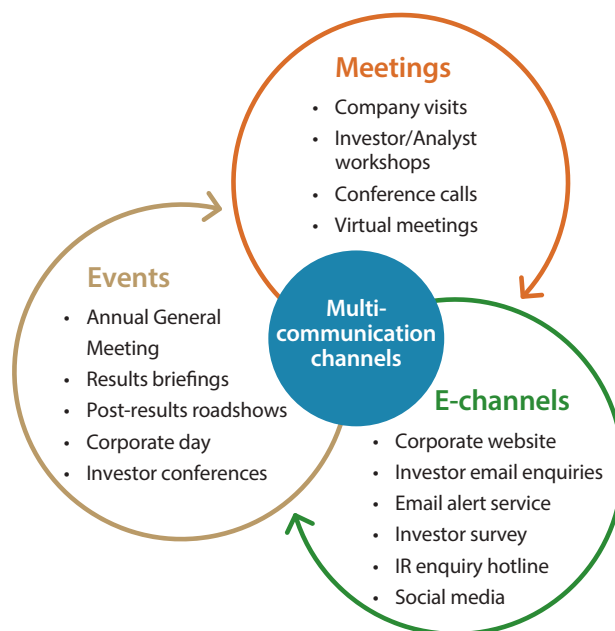 Meetings
• Company visits
• Investor/Analyst
workshops
• Conference calls
• Virtual meetings
Events
• Annual General
Meeting
• Results briefings
• Post-results roadshows
• Corporate day
• Investor conferences
Multi-
communication
channels
E-channels
• Corporate website
• Investor email enquiries
• Email alert service
• Investor survey
• IR enquiry hotline
• Social media